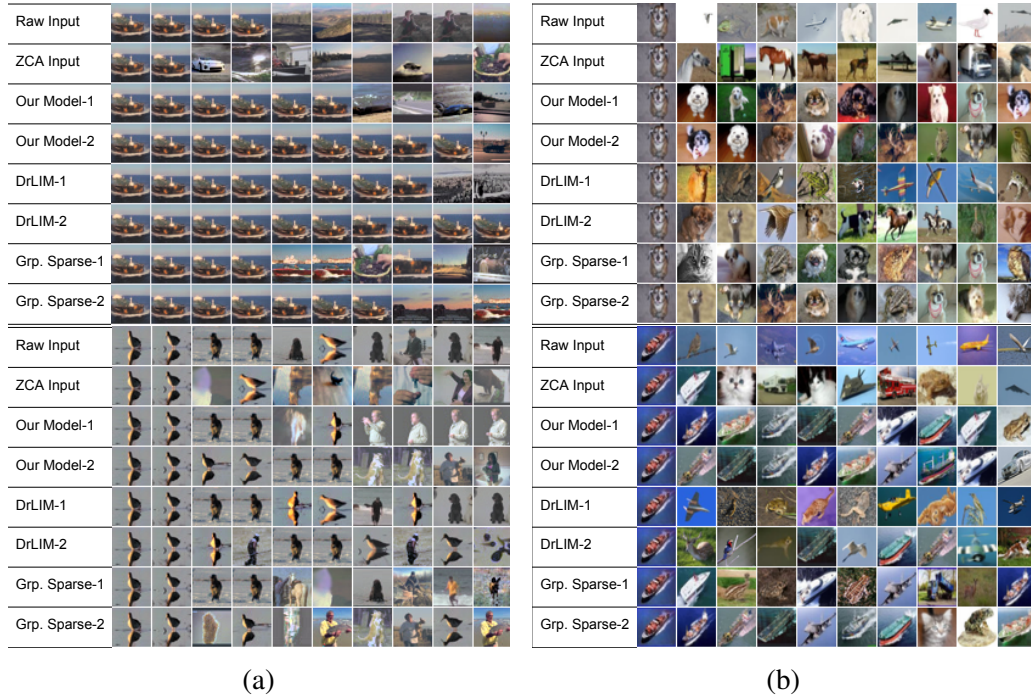 Raw Input
ZCA Input
Our Model-1
Our Model-2
DrLIM-1
DrLIM-2
Grp. Sparse-1
Grp. Sparse-2
Raw Input
ZCA Input
Our Model-1
Our Model-2
DrLIM-1
DrLIM-2
Grp. Sparse-1
Grp. Sparse-2
(a)
Raw Input
ZCA Input
Our Model-1
Our Model-2
DrLIM-1
DrLIM-2
Grp. Sparse-1
Grp. Sparse-2
Raw Input
ZCA Input
Our Model-1
Our Model-2
DrLIM-1
DrLIM-2
Grp. Sparse-1
Grp. Sparse-2
(b)